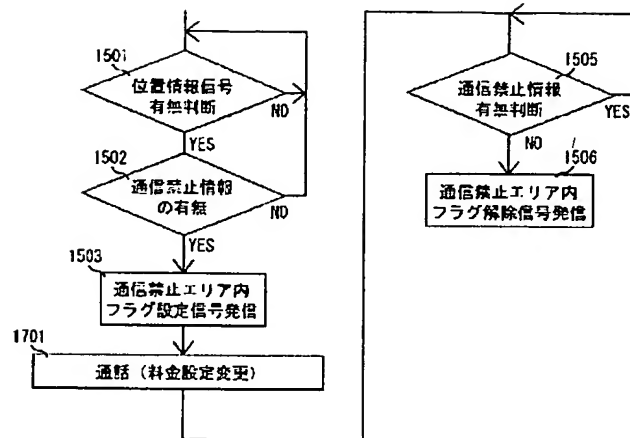 1501
位置情報信号
有無判断
NO
YES
1502
通信禁止情報
の有無
NO
YES
1503
通信禁止エリア内
フラグ設定信号発信
1701
通話（料金設定変更）
1505
通信禁止情報
有無判断
YES
NO
1506
通信禁止エリア内
フラグ解除信号発信